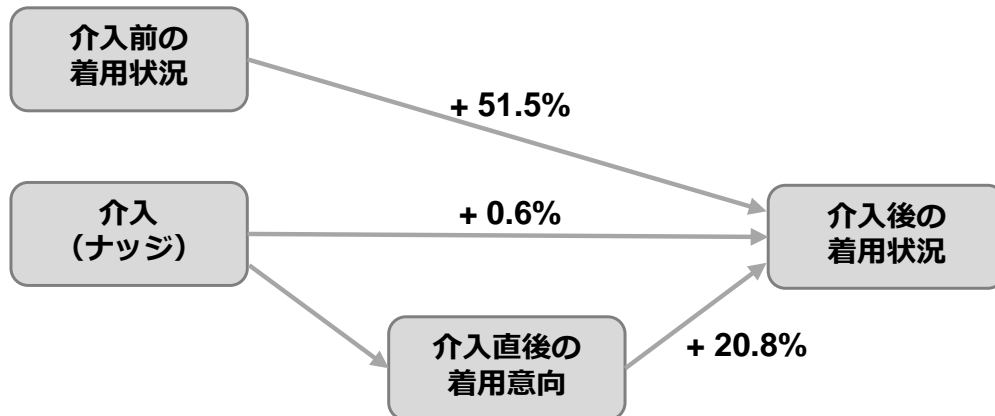 介入前の
着用状況
+ 51.5%
介入
（ナッジ）
+ 0.6%
介入後の
着用状況
介入直後の
着用意向
+ 20.8%